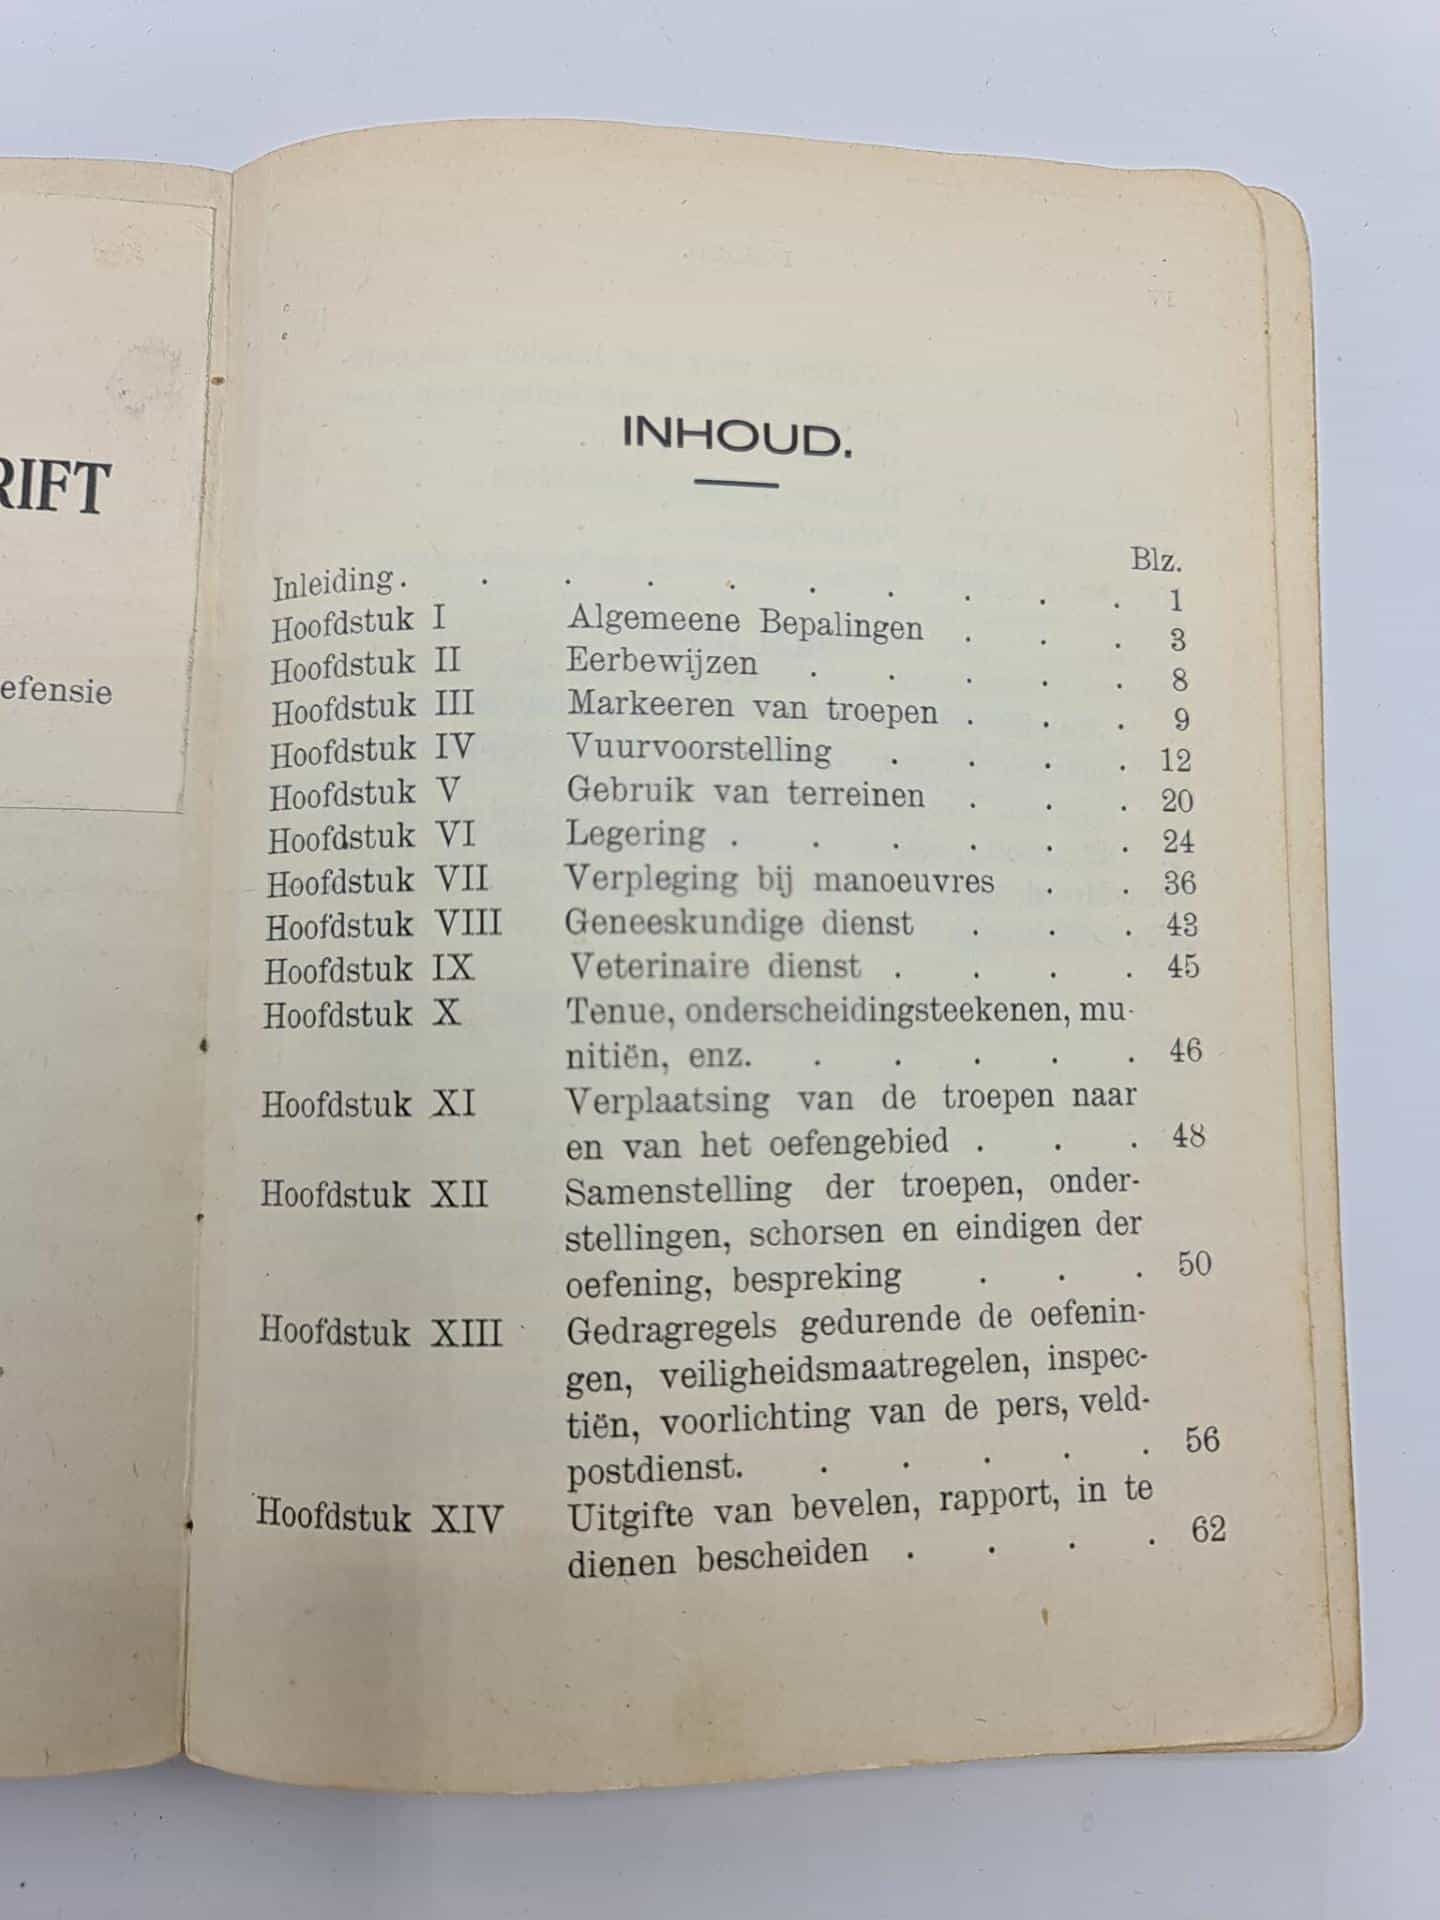 RIFT
efensie
INHOUD.
Blz.
Inleiding . . . . . . . . . . 1
Hoofdstuk I Algemeene Bepalingen . . . 3
Hoofdstuk II Eerbewijzen . . . . . 8
Hoofdstuk III Markeeren van troepen . . . 9
Hoofdstuk IV Vuurvoorstelling . . . . 12
Hoofdstuk V Gebruik van terreinen . . . 20
Hoofdstuk VI Legering . . . . . . 24
Hoofdstuk VII Verpleging bij manoeuvres . . 36
Hoofdstuk VIII Geneeskundige dienst . . . 43
Hoofdstuk IX Veterinaire dienst . . . . 45
Hoofdstuk X Tenue, onderscheidingsteekenen, mu-
nitiën, enz. . . . . . 46
Hoofdstuk XI Verplaatsing van de troepen naar
en van het oefengebied . . . 48
Hoofdstuk XII Samenstelling der troepen, onder-
stellingen, schorsen en eindigen der
oefening, bespreking . . . 50
Hoofdstuk XIII Gedragregels gedurende de oefenin-
gen, veiligheidsmaatregelen, inspec-
tiën, voorlichting van de pers, veld-
postdienst. . . . . . 56
Hoofdstuk XIV Uitgifte van bevelen, rapport, in te
dienen bescheiden . . . . 62